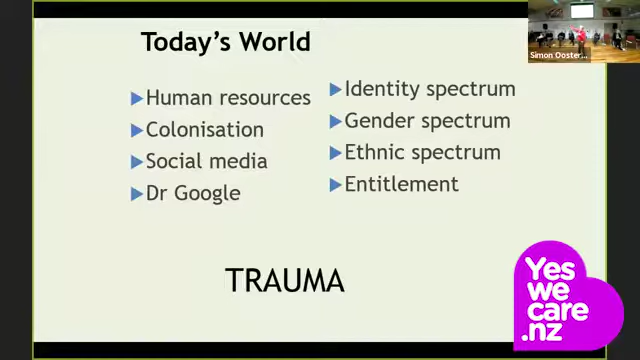 Today's World
Human resources
Colonisation
Social media
Dr Google
Identity spectrum
Gender spectrum
Ethnic spectrum
Entitlement
TRAUMA
Simon Ooster...
Yes
we
care
.nz